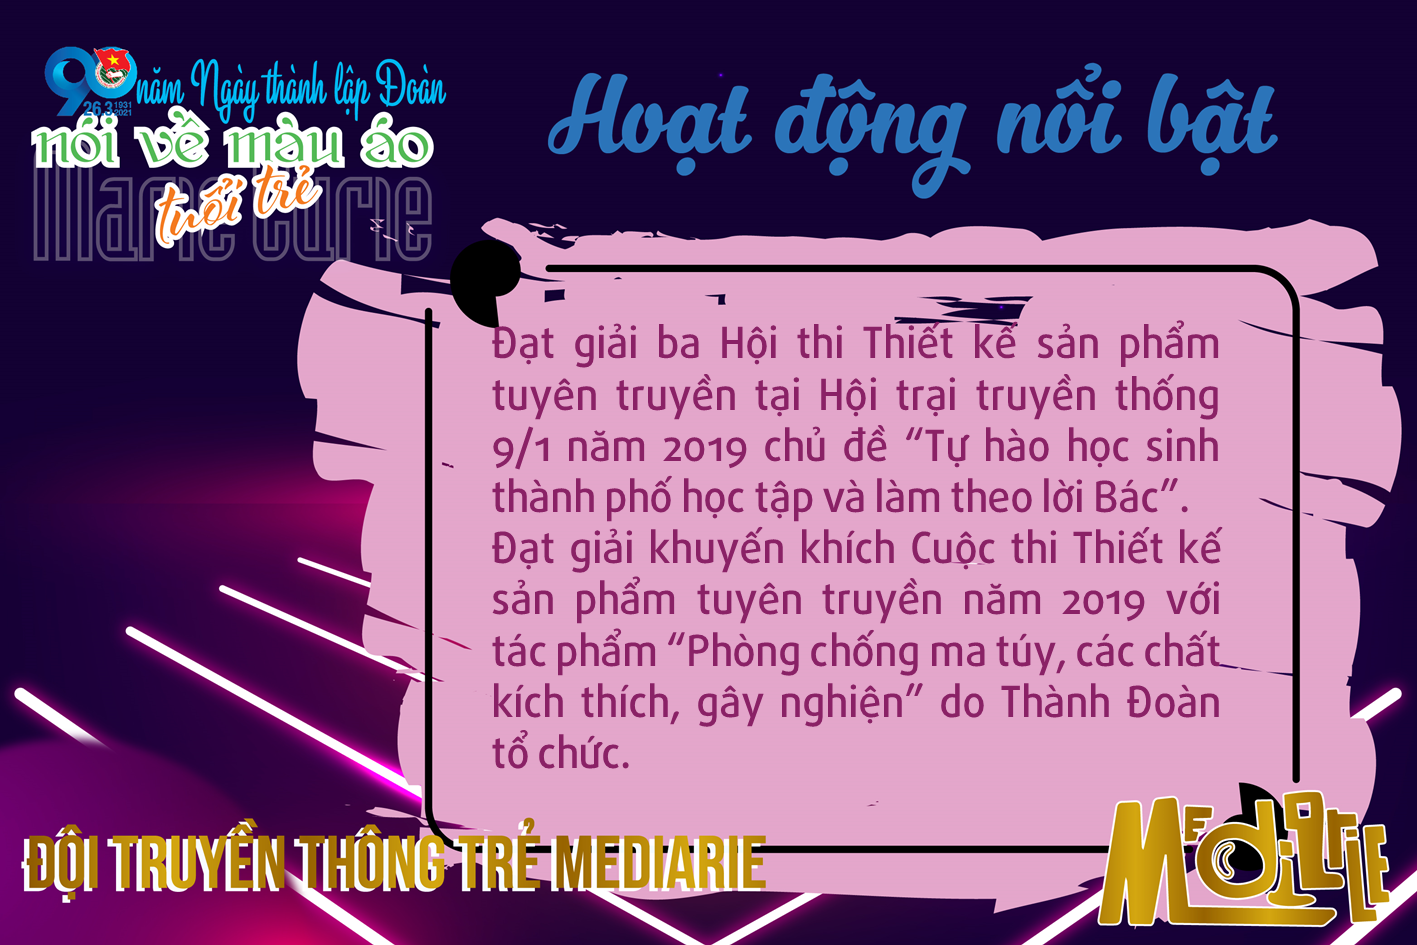 90 năm Ngày thành lập Đoàn
26.3 1931 2021
nói về màu áo
tuổi trẻ
Marie Curie
Hoạt động nổi bật
Đạt giải ba Hội thi Thiết kế sản phẩm
tuyên truyền tại Hội trại truyền thống
9/1 năm 2019 chủ đề “Tự hào học sinh
thành phố học tập và làm theo lời Bác”.
Đạt giải khuyến khích Cuộc thi Thiết kế
sản phẩm tuyên truyền năm 2019 với
tác phẩm “Phòng chống ma túy, các chất
kích thích, gây nghiện” do Thành Đoàn
tổ chức.
ĐỘI TRUYỀN THÔNG TRẺ MEDIARIE
MEDIARIE